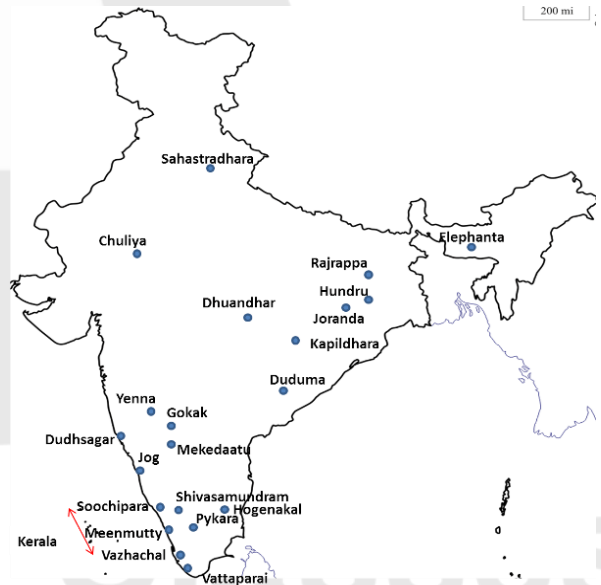 200 mi
Sahastradhara
Elephanta
Chuliya
Rajrappa
Hundru
Dhuandhar
Joranda
Kapildhara
Duduma
Yenna
Gokak
Dudhsagar
Mekedaatu
Jog
Shivasamundram
Soochipara
Hogenakal
Pykara
Meenmutty
Kerala
Vazhachal
Vattaparai